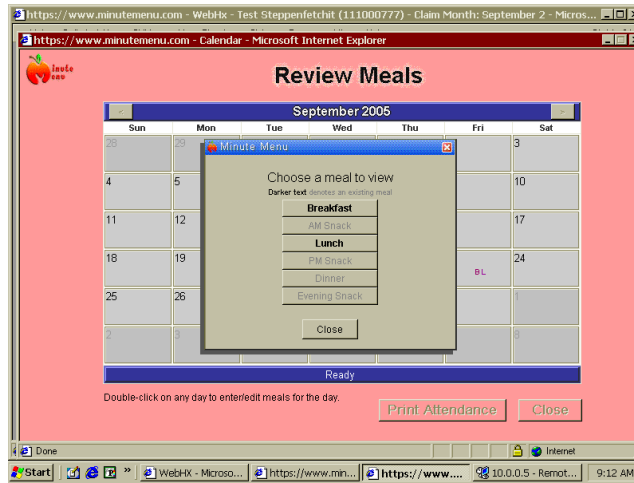 https://www.minutemenu.com - WebHx - Test Steppenfetchit (111000777) - Claim Month: September 2 - Micros...
https://www.minutemenu.com - Calendar - Microsoft Internet Explorer
Minute
Menu
Review Meals
< September 2005 >
Sun Mon Tue Wed Thu Fri Sat
28 29 3
Minute Menu
Choose a meal to view
Darker text denotes an existing meal
Breakfast
AM Snack
Lunch
PM Snack
Dinner
Evening Snack
Close
4 5 10
11 12 17
18 19 BL 24
25 26 1
2 3 8
Ready
Double-click on any day to enter/edit meals for the day.
Print Attendance Close
Done Internet
Start » WebHX - Microso... https://www.min... https://www.... 10.0.0.5 - Remot... 9:12 AM